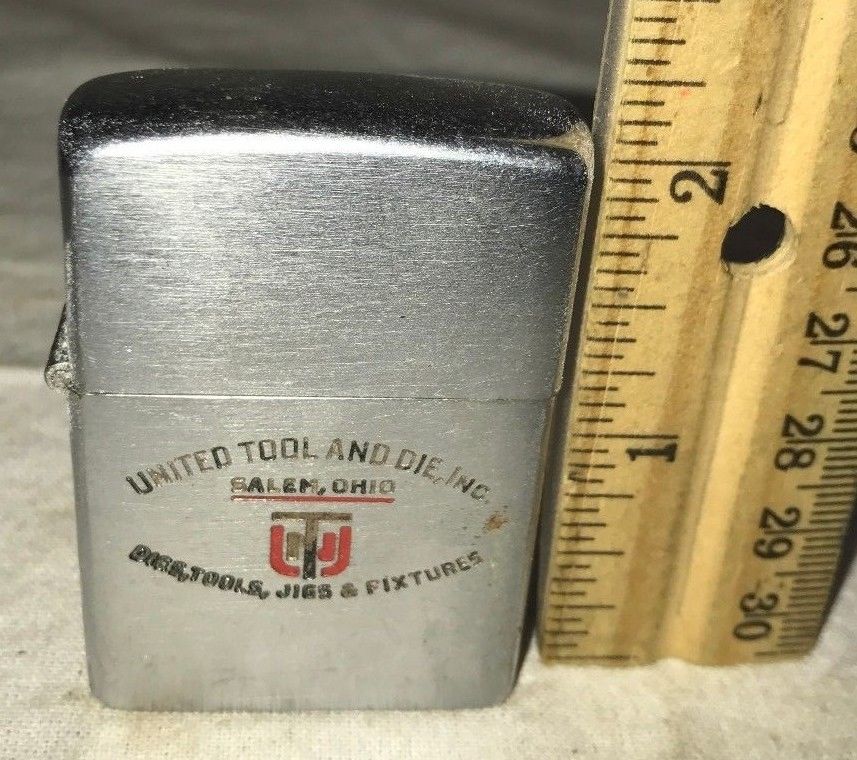 UNITED TOOL AND DIE, INC.
SALEM, OHIO
UTD
DIES, TOOLS, JIGS & FIXTURES
2
1
26
27
28
29
30